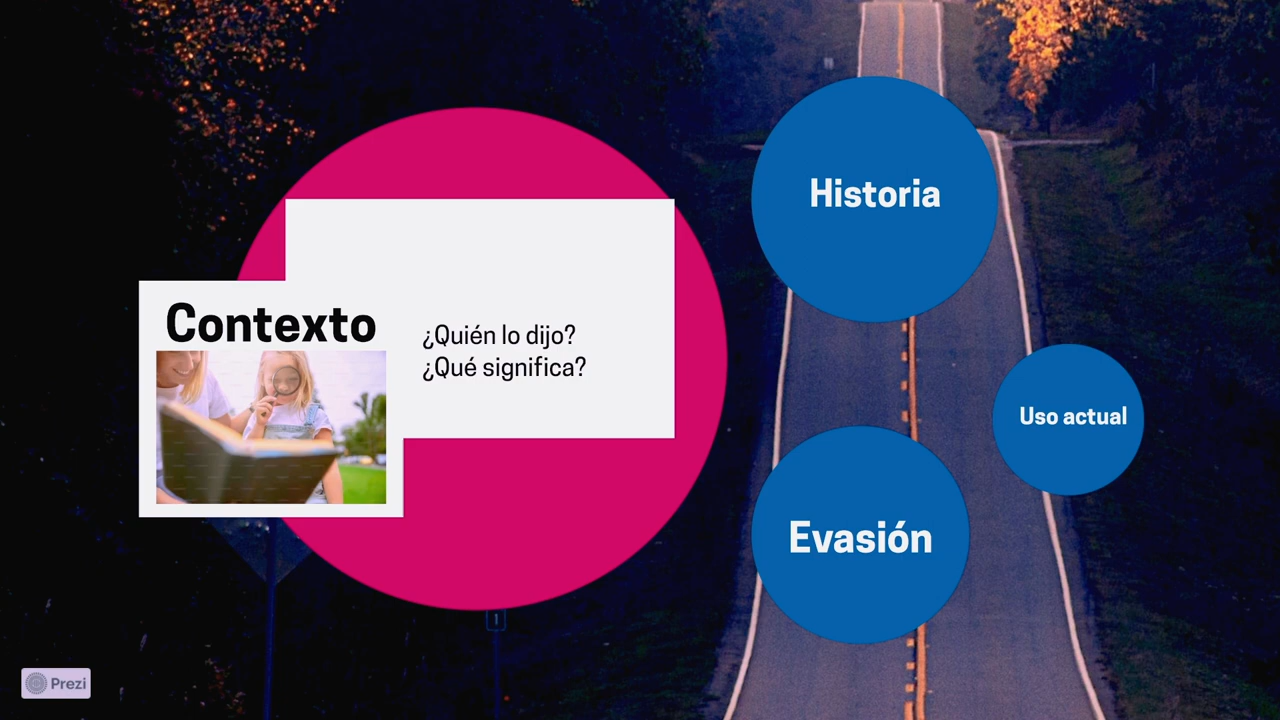 Contexto
¿Quién lo dijo?
¿Qué significa?
Historia
Uso actual
Evasión
Prezi